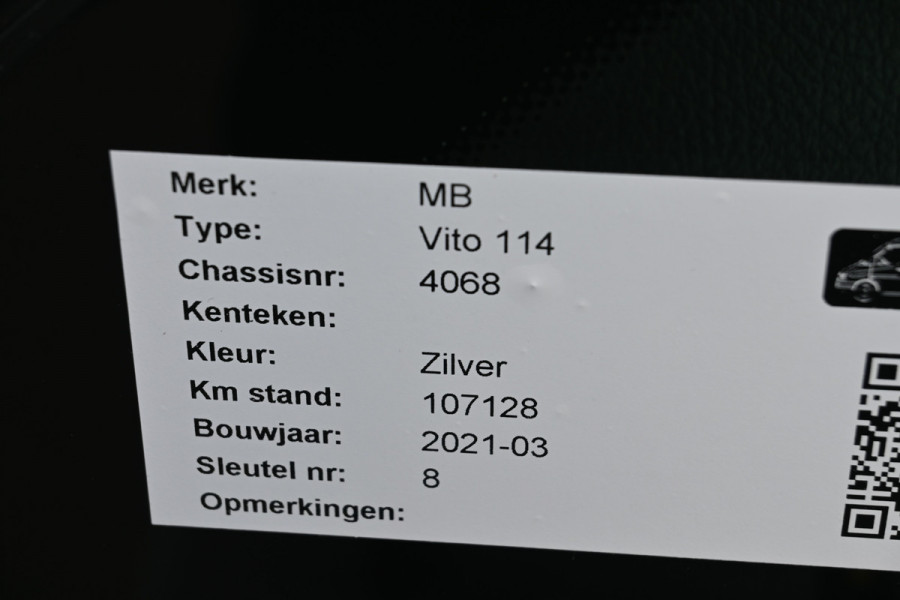 Merk: MB
Type: Vito 114
Chassisnr: 4068
Kenteken:
Kleur: Zilver
Km stand: 107128
Bouwjaar: 2021-03
Sleutel nr: 8
Opmerkingen: